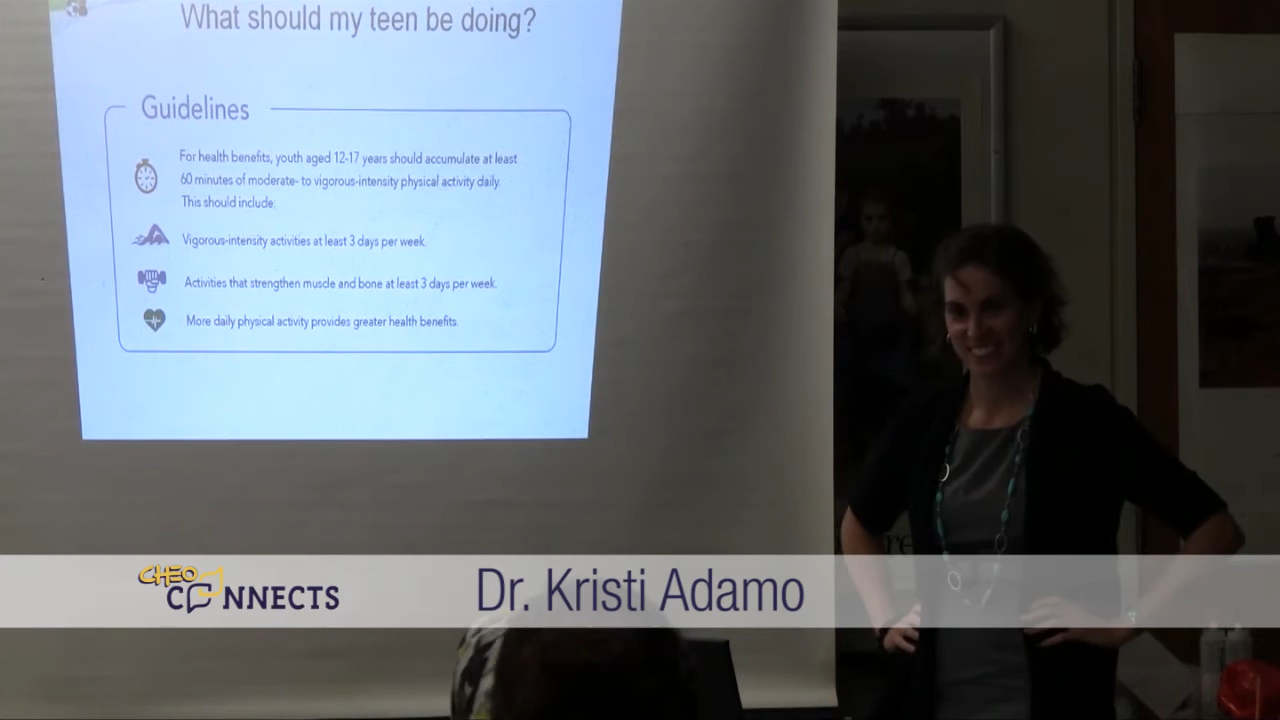 What should my teen be doing?
Guidelines
For health benefits, youth aged 12-17 years should accumulate at least
60 minutes of moderate- to vigorous-intensity physical activity daily.
This should include:
Vigorous-intensity activities at least 3 days per week.
Activities that strengthen muscle and bone at least 3 days per week.
More daily physical activity provides greater health benefits.
CHEO
CONNECTS
Dr. Kristi Adamo